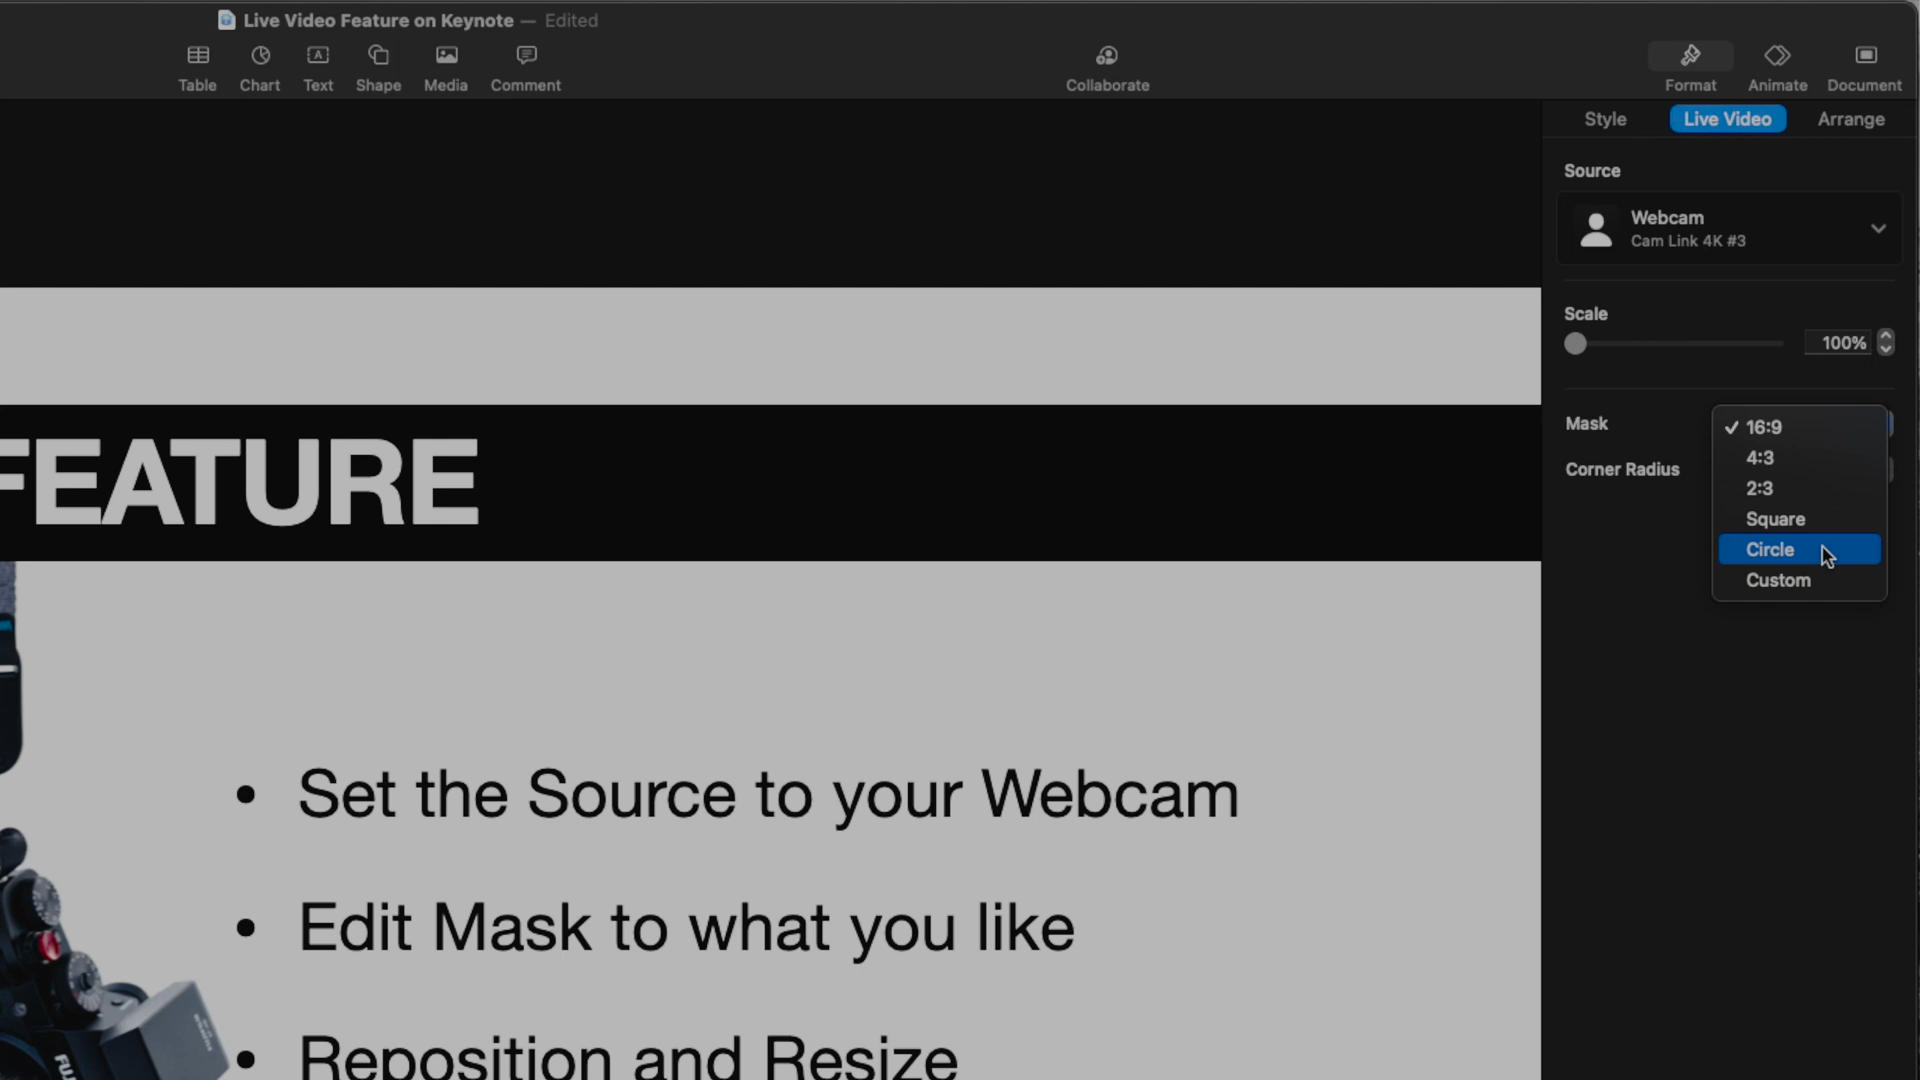 Live Video Feature on Keynote — Edited
Table
Chart
Text
Shape
Media
Comment
Collaborate
Format
Animate
Document
Style
Live Video
Arrange
Source
Webcam
Cam Link 4K #3
Scale
100%
Mask
✓ 16:9
4:3
2:3
Square
Circle
Custom
Corner Radius
FEATURE
• Set the Source to your Webcam
• Edit Mask to what you like
• Reposition and Resize